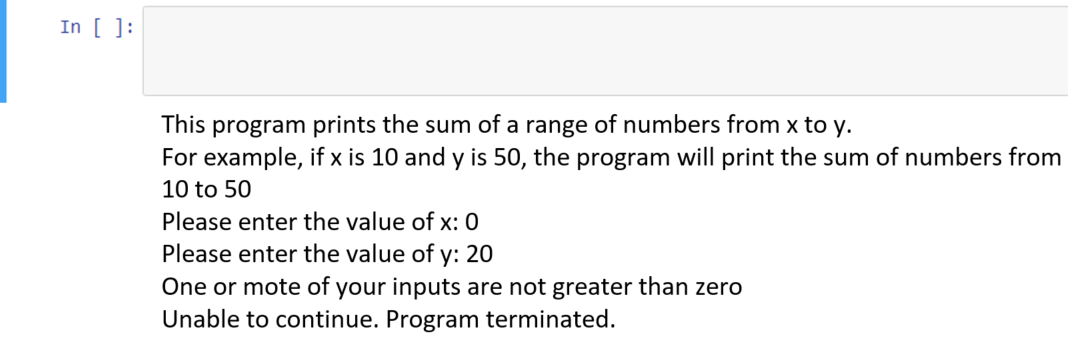 In [ ]:
This program prints the sum of a range of numbers from x to y.
For example, if x is 10 and y is 50, the program will print the sum of numbers from
10 to 50
Please enter the value of x: 0
Please enter the value of y: 20
One or mote of your inputs are not greater than zero
Unable to continue. Program terminated.